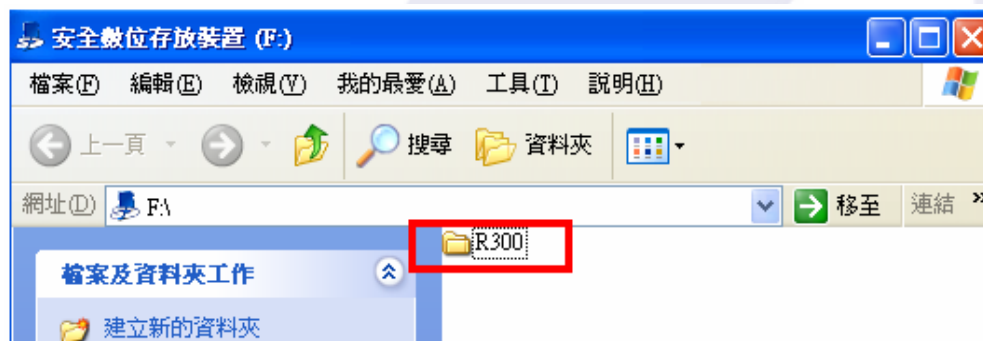 安全數位存放裝置 (F:)
檔案(F) 編輯(E) 檢視(V) 我的最愛(A) 工具(T) 說明(H)
上一頁 搜尋 資料夾
網址(D) F:\ 移至 連結 »
R300
檔案及資料夾工作
建立新的資料夾